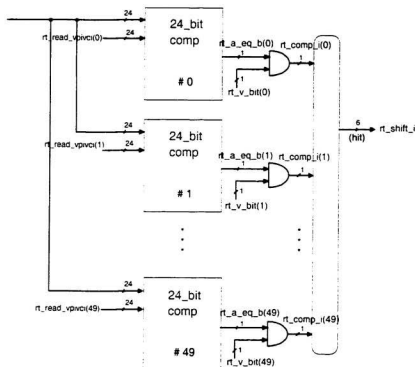 24
24_bit
comp
# 0
rt_read_vpivci(0)
24
rt_a_eq_b(0)
1
rt_comp_i(0)
1
1
rt_v_bit(0)
6
(hit)
rt_shift_i
24
24_bit
comp
# 1
rt_read_vpivci(1)
24
rt_a_eq_b(1)
1
rt_comp_i(1)
1
1
rt_v_bit(1)
24
24_bit
comp
# 49
rt_read_vpivci(49)
24
rt_a_eq_b(49)
1
rt_comp_i(49)
1
1
rt_v_bit(49)